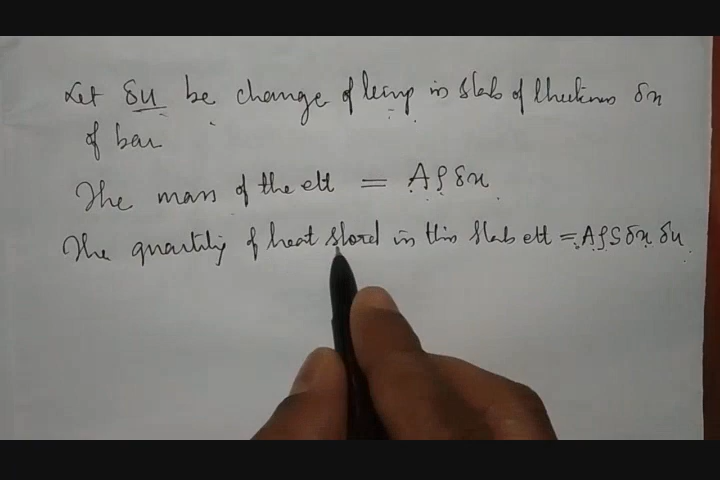 Let δu be change of temp in slab of thickness δx
of bar
The mass of the elt = Aρδx
The quantity of heat stored in this slab elt = AρSδx δu